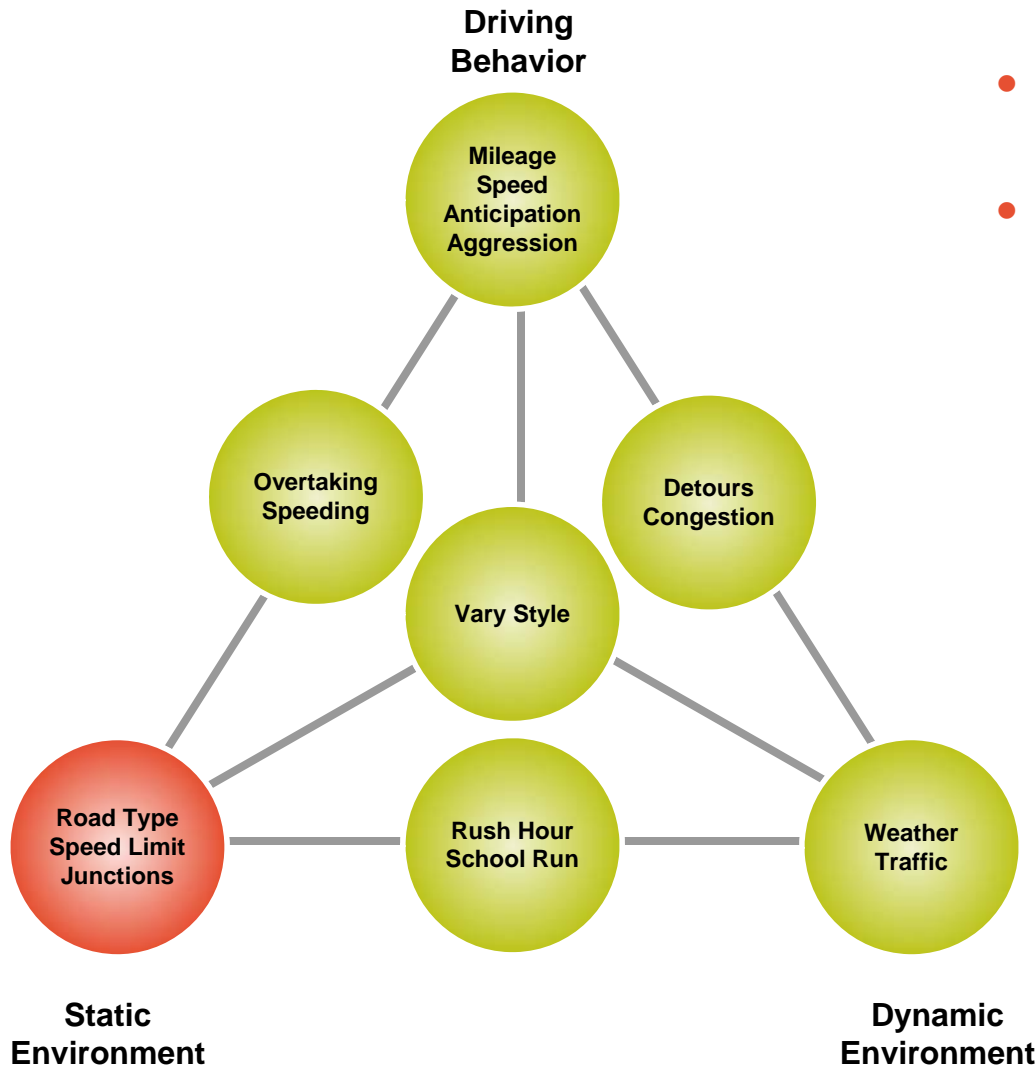 Driving
Behavior
Mileage
Speed
Anticipation
Aggression
Overtaking
Speeding
Detours
Congestion
Vary Style
Road Type
Speed Limit
Junctions
Rush Hour
School Run
Weather
Traffic
Static
Environment
Dynamic
Environment